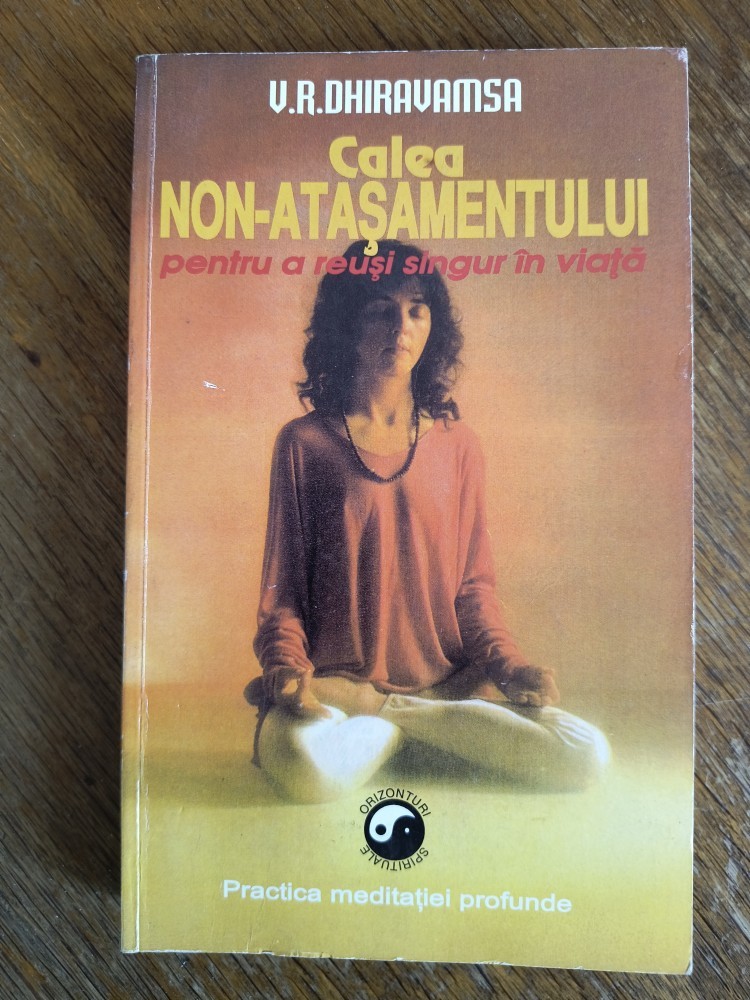 V.R.DHIRAVAMSA
Calea
NON-ATAŞAMENTULUI
pentru a reuşi singur în viaţă
ORIZONTURI
SPIRITUALE
Practica meditaţiei profunde